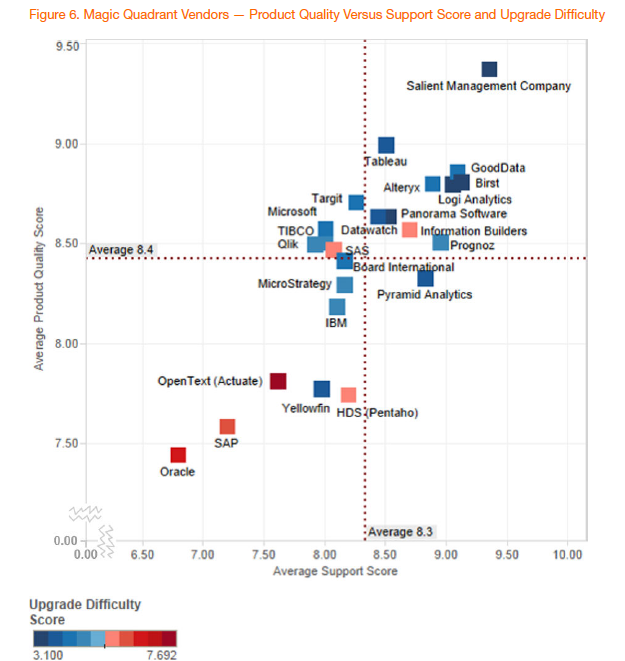 Figure 6. Magic Quadrant Vendors — Product Quality Versus Support Score and Upgrade Difficulty
9.50
Salient Management Company
9.00
Tableau
GoodData
Alteryx
Birst
Logi Analytics
Targit
Microsoft
Panorama Software
TIBCO
Datawatch
Information Builders
8.50
Qlik
SAS
Prognoz
Average 8.4
Board International
MicroStrategy
Pyramid Analytics
IBM
8.00
OpenText (Actuate)
Yellowfin
HDS (Pentaho)
SAP
7.50
Oracle
Average Product Quality Score
Average 8.3
0.00
0.00 6.50 7.00 7.50 8.00 8.50 9.00 9.50 10.00
Average Support Score
Upgrade Difficulty
Score
3.100 7.692